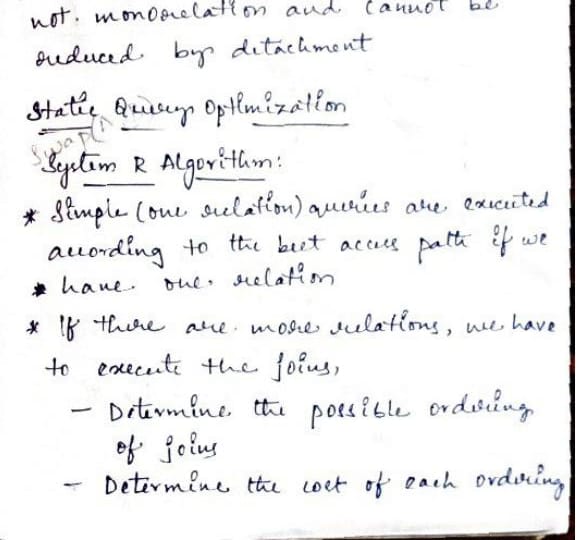 not. monorelation and cannot be
reduced by detachment
Static Query Optimization
Swap(
System R Algorithm:
* Simple (one relation) queries are executed
according to the best access path if we
* have one relation
* If there are more relations, we have
to execute the joins,
- Determine the possible ordering
of joins
- Determine the cost of each ordering